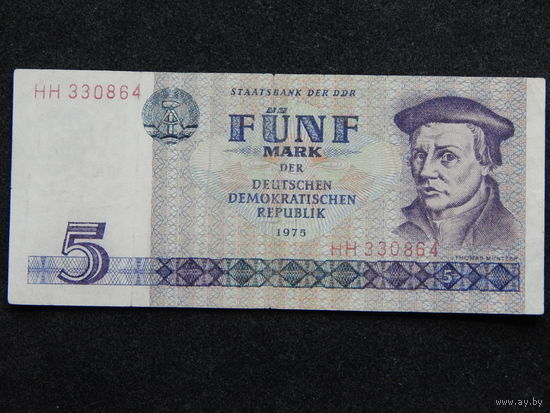 HH 330864
STAATSBANK DER DDR
FÜNF
MARK
DER
DEUTSCHEN
DEMOKRATISCHEN
REPUBLIK
1975
HH 330864
THOMAS MÜNTZER
5
5
www.ay.by